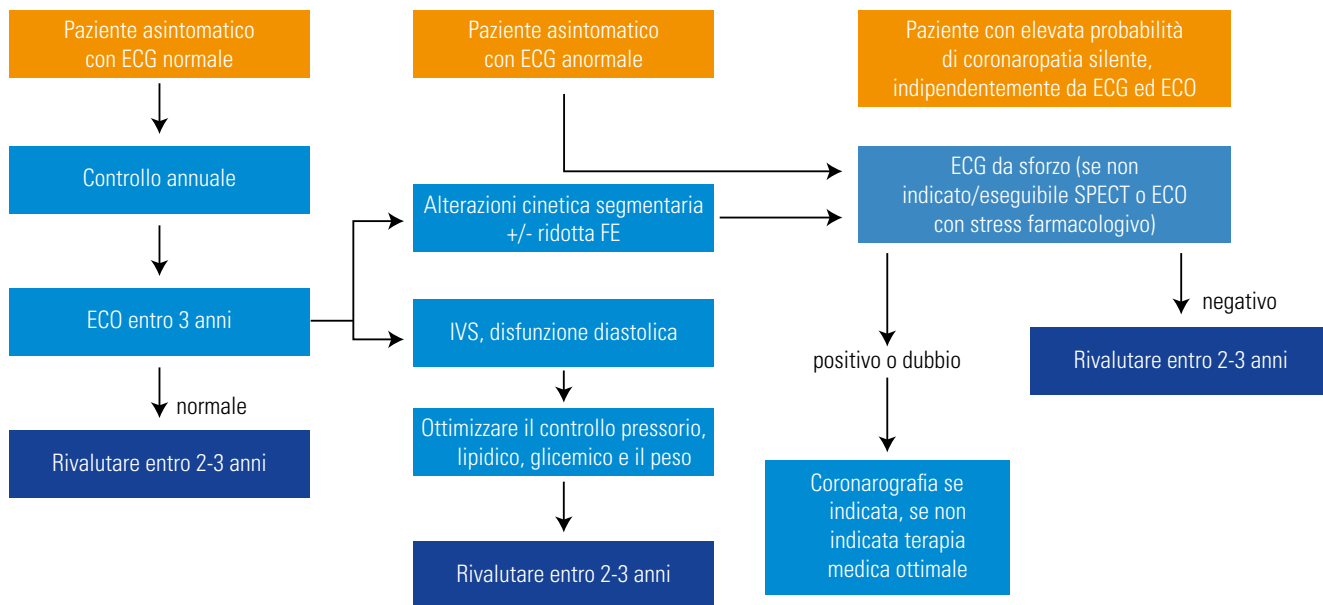 Paziente asintomatico
con ECG normale
Controllo annuale
ECO entro 3 anni
normale
Rivalutare entro 2-3 anni
Paziente asintomatico
con ECG anormale
Alterazioni cinetica segmentaria
+/- ridotta FE
IVS, disfunzione diastolica
Ottimizzare il controllo pressorio,
lipidico, glicemico e il peso
Rivalutare entro 2-3 anni
Paziente con elevata probabilità
di coronaropatia silente,
indipendentemente da ECG ed ECO
ECG da sforzo (se non
indicato/eseguibile SPECT o ECO
con stress farmacologivo)
positivo o dubbio
Coronarografia se
indicata, se non
indicata terapia
medica ottimale
negativo
Rivalutare entro 2-3 anni